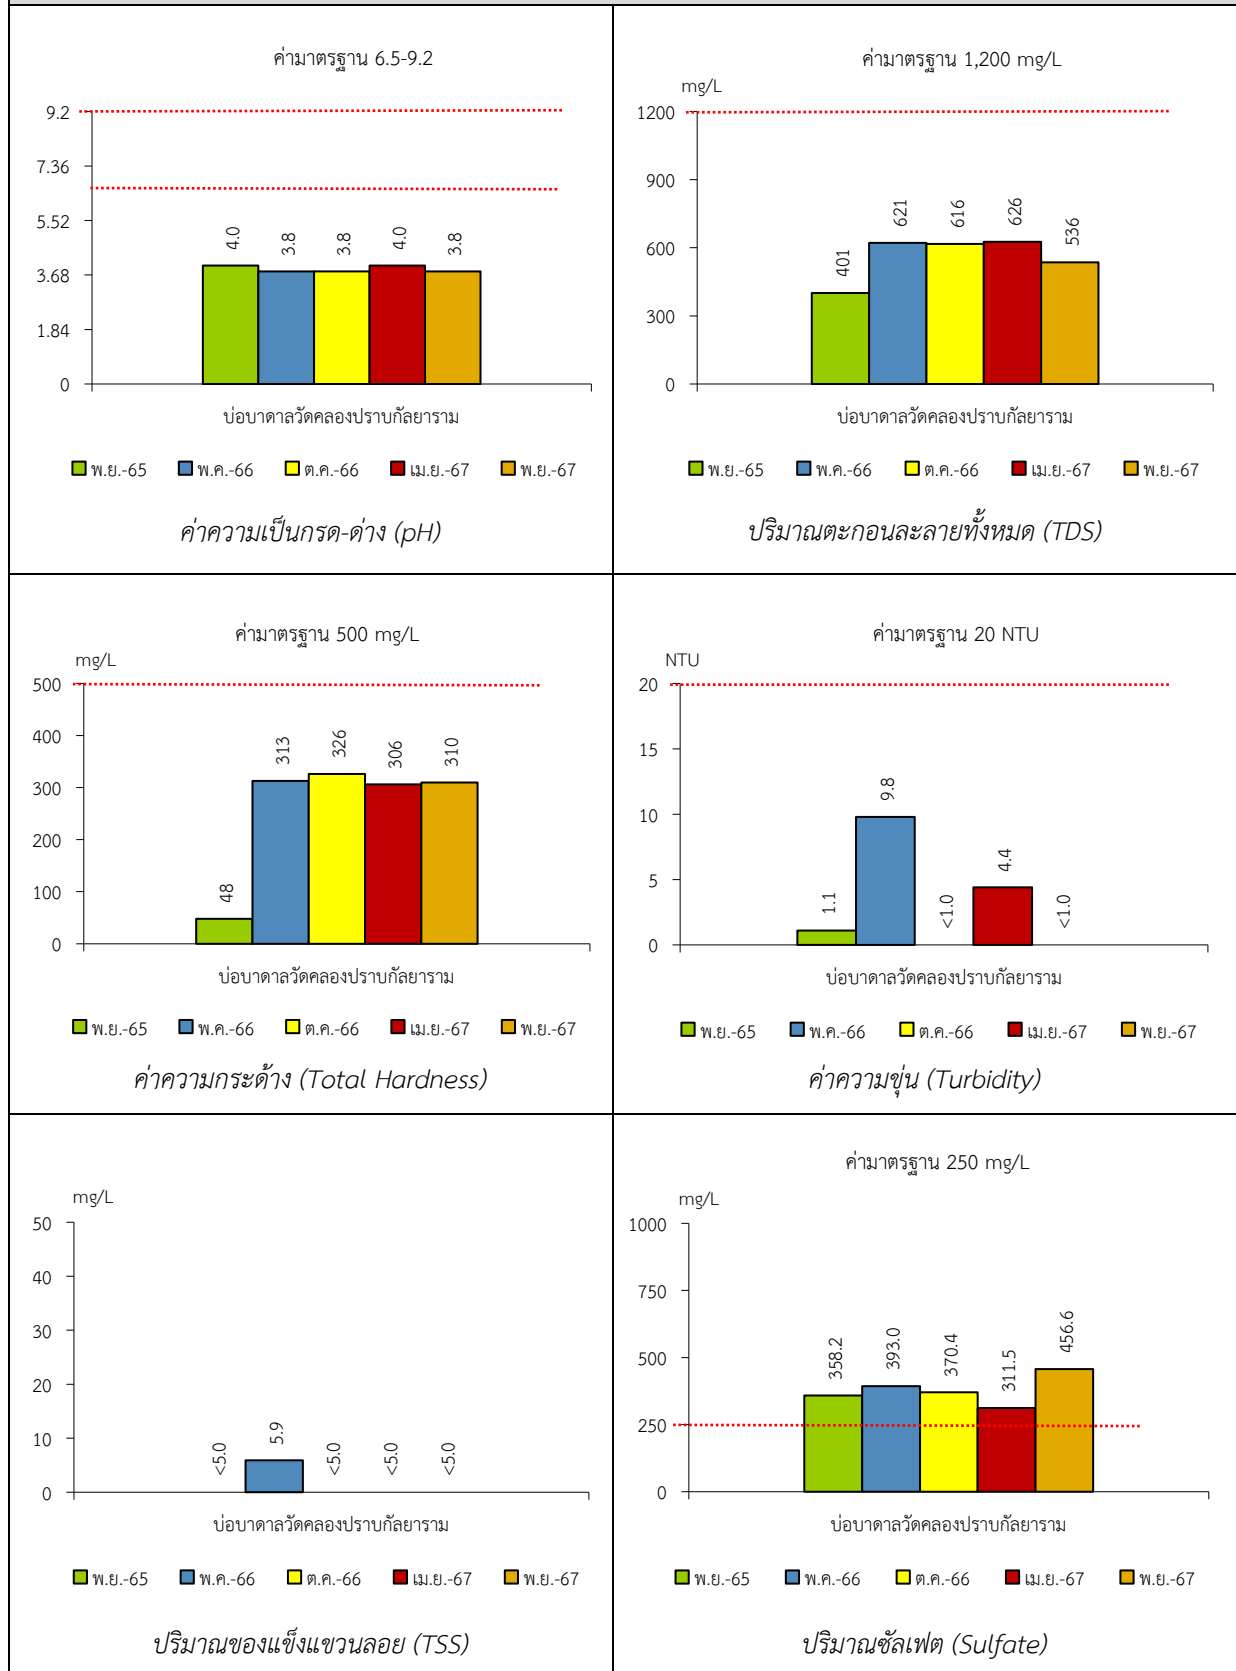 ค่ามาตรฐาน 6.5-9.2
9.2
7.36
5.52
3.68
1.84
0
4.0
3.8
3.8
4.0
3.8
บ่อบาดาลวัดคลองปราบกัลยาราม
พ.ย.-65 พ.ค.-66 ต.ค.-66 เม.ย.-67 พ.ย.-67
ค่าความเป็นกรด-ด่าง (pH)
ค่ามาตรฐาน 1,200 mg/L
mg/L
1200
900
600
300
0
401
621
616
626
536
บ่อบาดาลวัดคลองปราบกัลยาราม
พ.ย.-65 พ.ค.-66 ต.ค.-66 เม.ย.-67 พ.ย.-67
ปริมาณตะกอนละลายทั้งหมด (TDS)
ค่ามาตรฐาน 500 mg/L
mg/L
500
400
300
200
100
0
48
313
326
306
310
บ่อบาดาลวัดคลองปราบกัลยาราม
พ.ย.-65 พ.ค.-66 ต.ค.-66 เม.ย.-67 พ.ย.-67
ค่าความกระด้าง (Total Hardness)
ค่ามาตรฐาน 20 NTU
NTU
20
15
10
5
0
1.1
9.8
<1.0
4.4
<1.0
บ่อบาดาลวัดคลองปราบกัลยาราม
พ.ย.-65 พ.ค.-66 ต.ค.-66 เม.ย.-67 พ.ย.-67
ค่าความขุ่น (Turbidity)
mg/L
50
40
30
20
10
0
<5.0
5.9
<5.0
<5.0
<5.0
บ่อบาดาลวัดคลองปราบกัลยาราม
พ.ย.-65 พ.ค.-66 ต.ค.-66 เม.ย.-67 พ.ย.-67
ปริมาณของแข็งแขวนลอย (TSS)
ค่ามาตรฐาน 250 mg/L
mg/L
1000
750
500
250
0
358.2
393.0
370.4
311.5
456.6
บ่อบาดาลวัดคลองปราบกัลยาราม
พ.ย.-65 พ.ค.-66 ต.ค.-66 เม.ย.-67 พ.ย.-67
ปริมาณซัลเฟต (Sulfate)